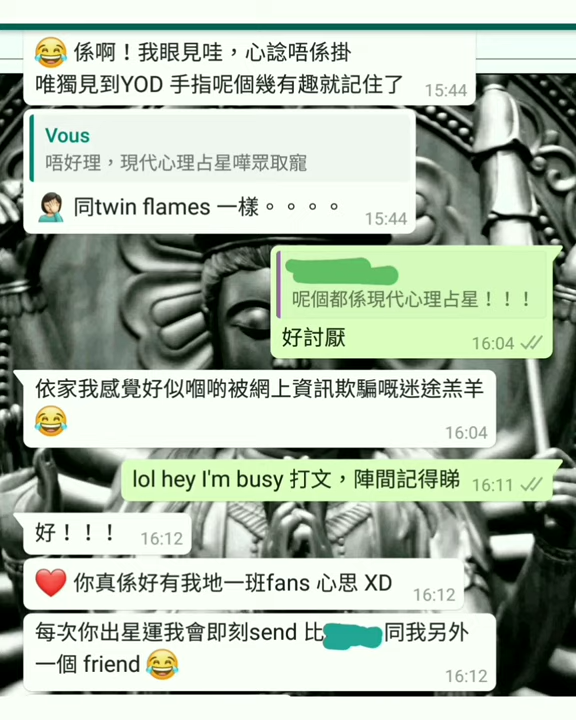 😂 係啊！我眼見哇，心諗唔係掛
唯獨見到YOD 手指呢個幾有趣就記住了
15:44
Vous
唔好理，現代心理占星嘩眾取寵
🤦🏻‍♀️ 同twin flames 一樣。。。。
15:44
呢個都係現代心理占星！！！
好討厭
16:04
依家我感覺好似嗰啲被網上資訊欺騙嘅迷途羔羊
😂
16:04
lol hey I'm busy 打文，陣間記得睇
16:11
好！！！
16:12
❤️ 你真係好有我地一班fans 心思 XD
16:12
每次你出星運我會即刻send 比 同我另外
一個 friend 😂
16:12